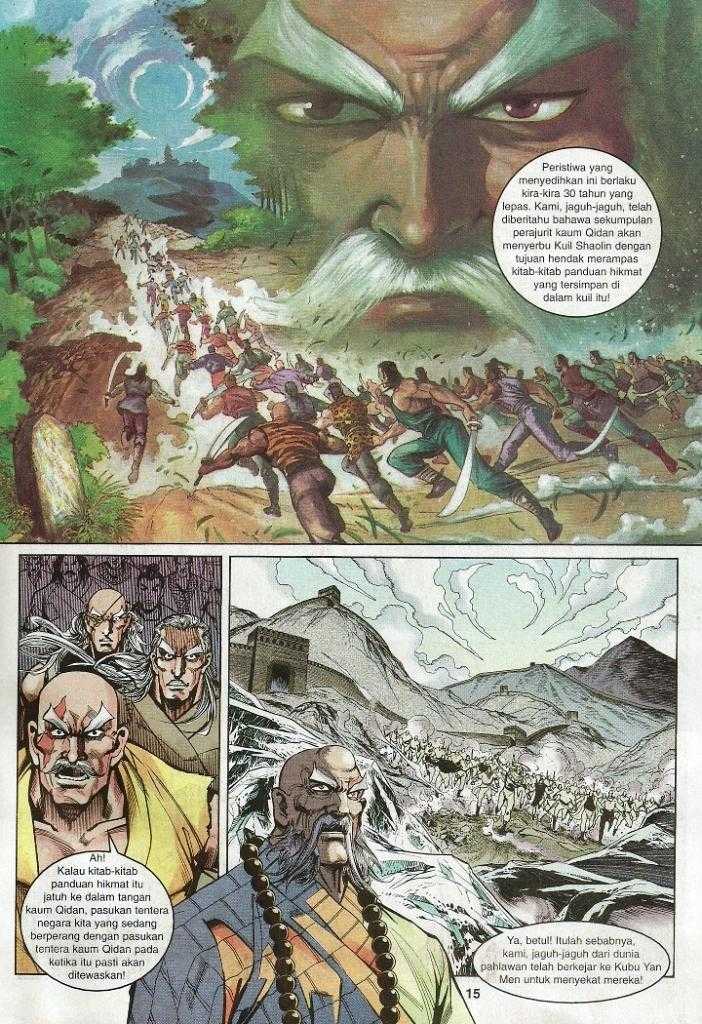 Peristiwa yang
menyedihkan ini berlaku
kira-kira 30 tahun yang
lepas. Kami, jaguh-jaguh, telah
diberitahu bahawa sekumpulan
perajurit kaum Qidan akan
menyerbu Kuil Shaolin dengan
tujuan hendak merampas
kitab-kitab panduan hikmat
yang tersimpan di
dalam kuil itu!
Ah!
Kalau kitab-kitab
panduan hikmat itu
jatuh ke dalam tangan
kaum Qidan, pasukan tentera
negara kita yang sedang
berperang dengan pasukan
tentera kaum Qidan pada
ketika itu pasti akan
ditewaskan!
Ya, betul! Itulah sebabnya,
kami, jaguh-jaguh dari dunia
pahlawan telah berkejar ke Kubu Yan
Men untuk menyekat mereka!
15